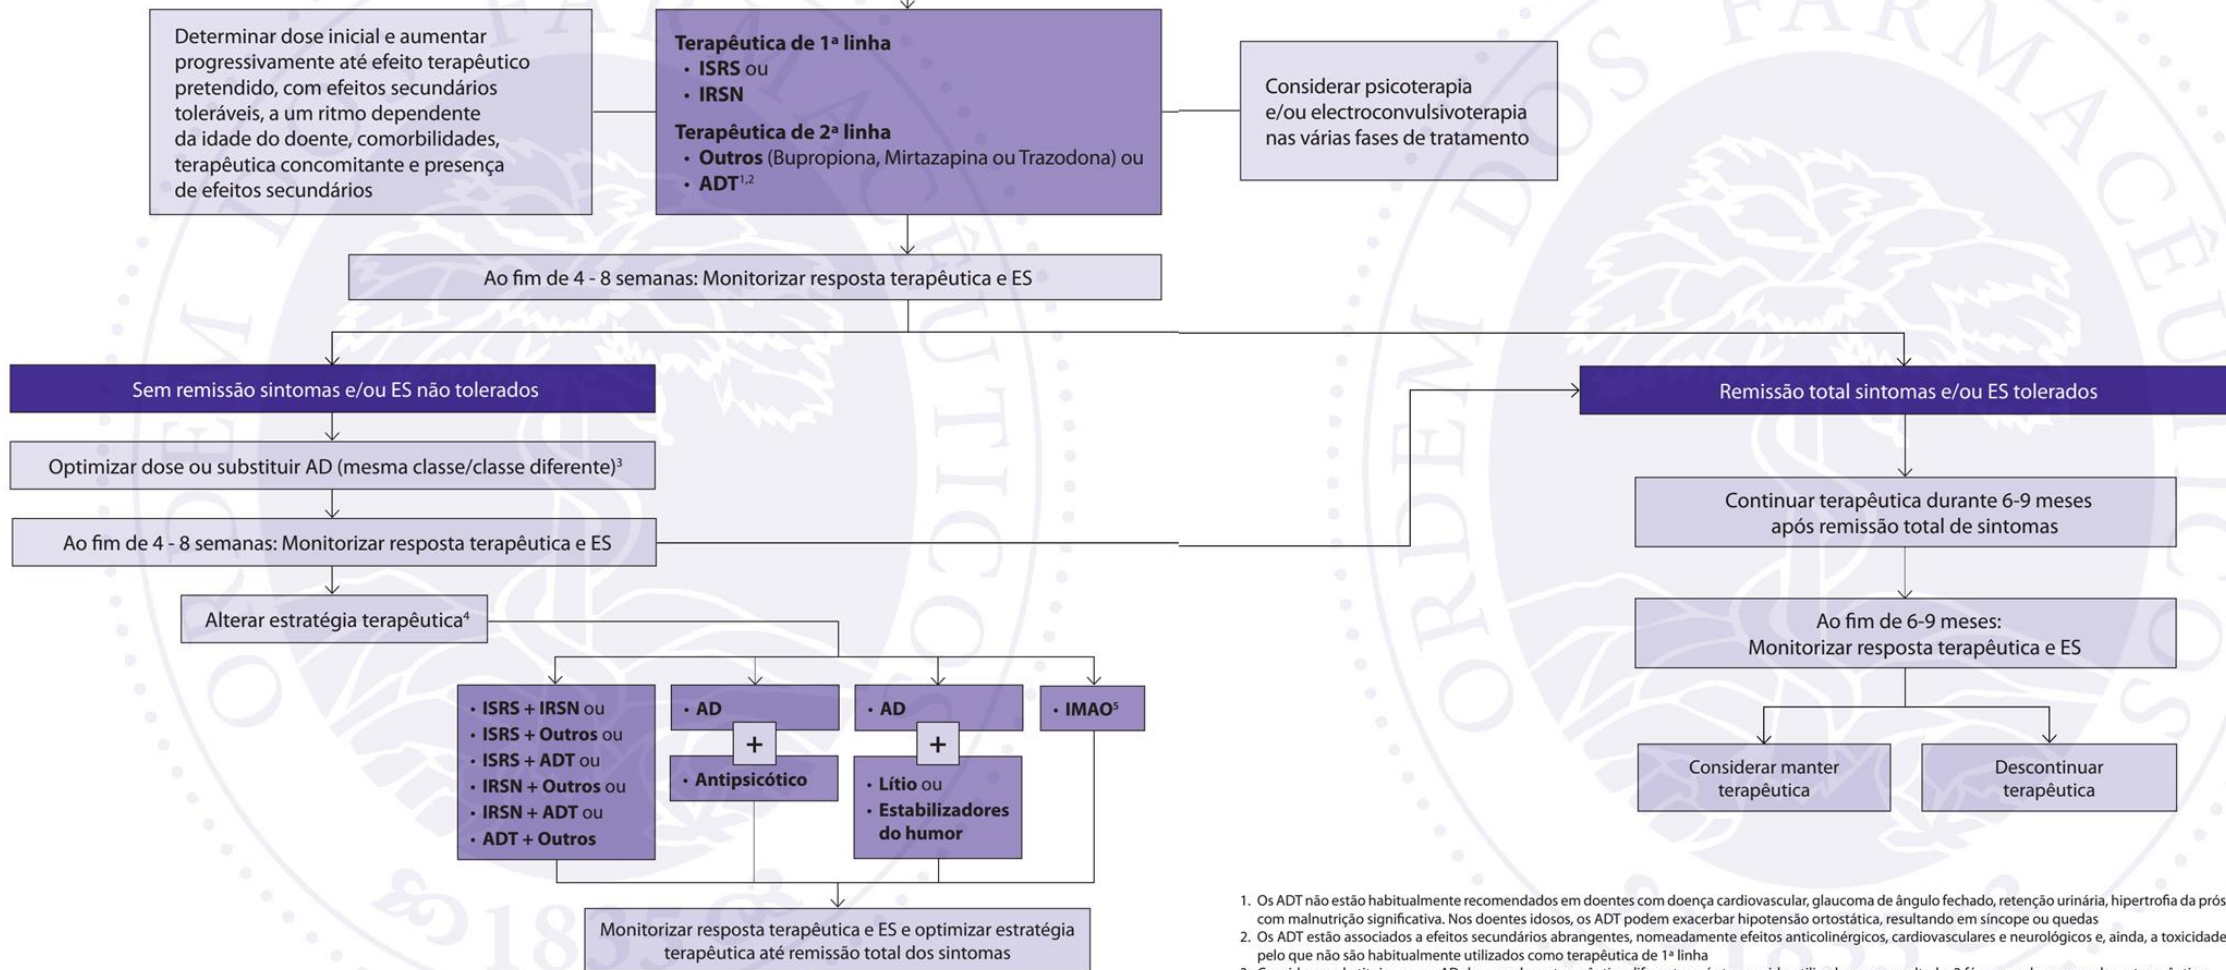 Determinar dose inicial e aumentar
progressivamente até efeito terapêutico
pretendido, com efeitos secundários
toleráveis, a um ritmo dependente
da idade do doente, comorbilidades,
terapêutica concomitante e presença
de efeitos secundários
Terapêutica de 1ª linha
• ISRS ou
• IRSN
Terapêutica de 2ª linha
• Outros (Bupropiona, Mirtazapina ou Trazodona) ou
• ADT1,2
Considerar psicoterapia
e/ou electroconvulsivoterapia
nas várias fases de tratamento
Ao fim de 4 - 8 semanas: Monitorizar resposta terapêutica e ES
Sem remissão sintomas e/ou ES não tolerados
Optimizar dose ou substituir AD (mesma classe/classe diferente)3
Ao fim de 4 - 8 semanas: Monitorizar resposta terapêutica e ES
Alterar estratégia terapêutica4
• ISRS + IRSN ou
• ISRS + Outros ou
• ISRS + ADT ou
• IRSN + Outros ou
• IRSN + ADT ou
• ADT + Outros
• AD
+
• Antipsicótico
• AD
+
• Lítio ou
• Estabilizadores
do humor
• IMAO5
Monitorizar resposta terapêutica e ES e optimizar estratégia
terapêutica até remissão total dos sintomas
Remissão total sintomas e/ou ES tolerados
Continuar terapêutica durante 6-9 meses
após remissão total de sintomas
Ao fim de 6-9 meses:
Monitorizar resposta terapêutica e ES
Considerar manter
terapêutica
Descontinuar
terapêutica
1. Os ADT não estão habitualmente recomendados em doentes com doença cardiovascular, glaucoma de ângulo fechado, retenção urinária, hipertrofia da prós
com malnutrição significativa. Nos doentes idosos, os ADT podem exacerbar hipotensão ortostática, resultando em síncope ou quedas
2. Os ADT estão associados a efeitos secundários abrangentes, nomeadamente efeitos anticolinérgicos, cardiovasculares e neurológicos e, ainda, a toxicidade
pelo que não são habitualmente utilizados como terapêutica de 1ª linha
ORDEM DOS FARMACÊUTICOS
1835
ORDEM DOS FARMACÊUTICOS
1835